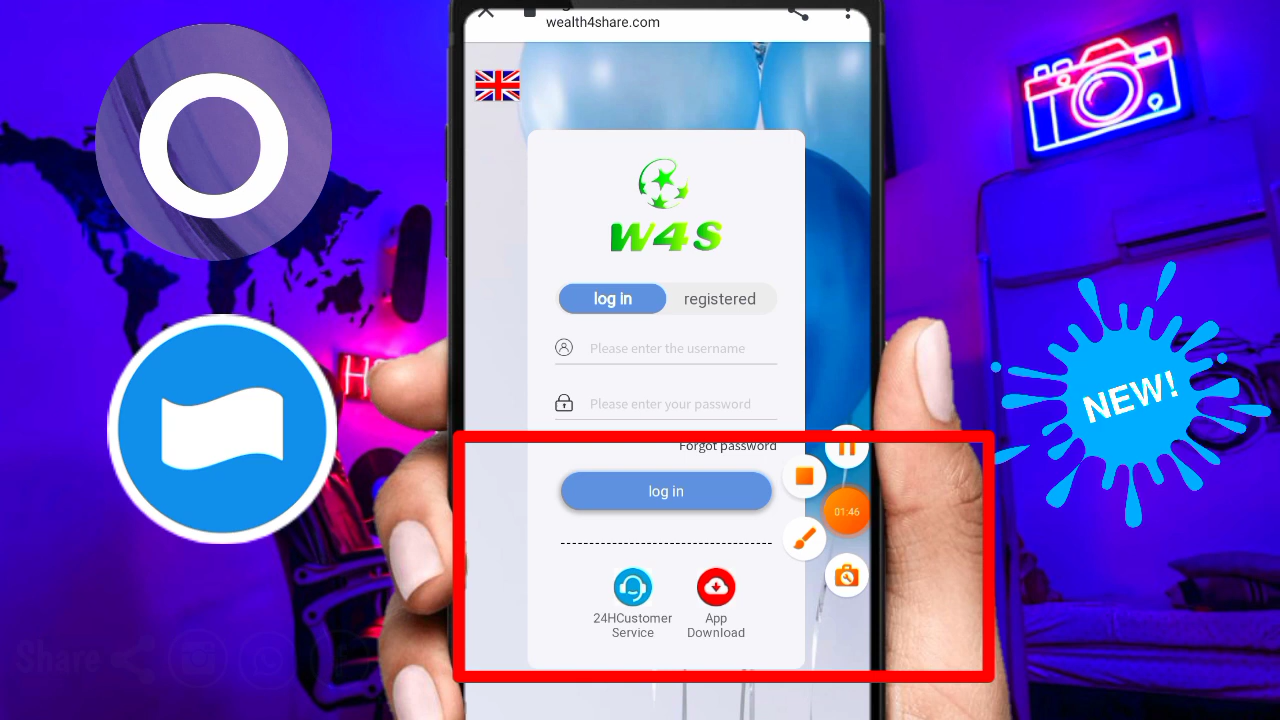 wealth4share.com
W4S
log in
registered
Please enter the username
Please enter your password
Forgot password
log in
01:46
24HCustomer
Service
App
Download
NEW!
Share